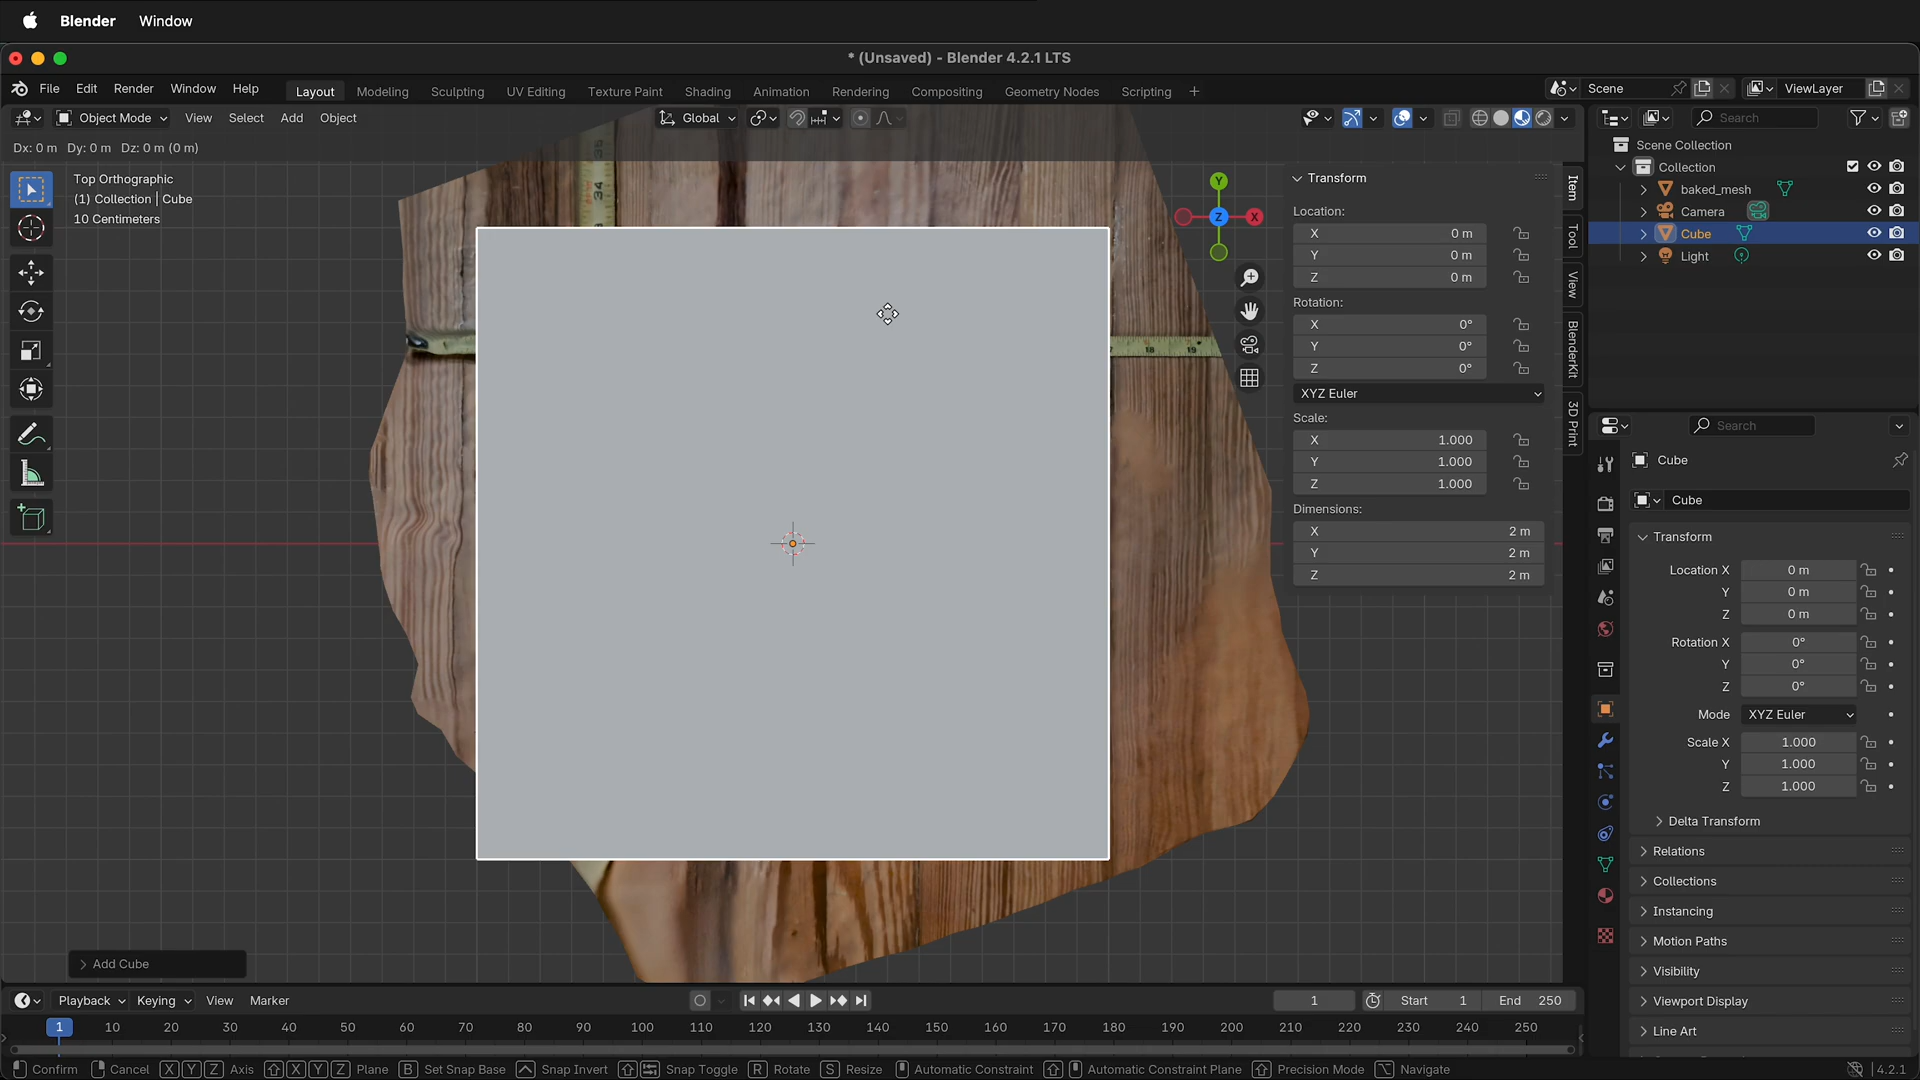 Blender Window
* (Unsaved) - Blender 4.2.1 LTS
File Edit Render Window Help Layout Modeling Sculpting UV Editing Texture Paint Shading Animation Rendering Compositing Geometry Nodes Scripting + Scene ViewLayer
Object Mode View Select Add Object Global Search
Dx: 0 m Dy: 0 m Dz: 0 m (0 m)
Top Orthographic
(1) Collection | Cube
10 Centimeters
34
18 19
Y
Z X
Transform
Location:
X 0 m
Y 0 m
Z 0 m
Rotation:
X 0°
Y 0°
Z 0°
XYZ Euler
Scale:
X 1.000
Y 1.000
Z 1.000
Dimensions:
X 2 m
Y 2 m
Z 2 m
Item
Tool
View
BlenderKit
3D Print
Scene Collection
Collection
baked_mesh
Camera
Cube
Light
Search
Cube
Cube
Transform
Location X 0 m
Y 0 m
Z 0 m
Rotation X 0°
Y 0°
Z 0°
Mode XYZ Euler
Scale X 1.000
Y 1.000
Z 1.000
Delta Transform
Relations
Collections
Instancing
Motion Paths
Visibility
Viewport Display
Line Art
Add Cube
Playback Keying View Marker 1 Start 1 End 250
1 10 20 30 40 50 60 70 80 90 100 110 120 130 140 150 160 170 180 190 200 210 220 230 240 250
Confirm Cancel X Y Z Axis X Y Z Plane B Set Snap Base Snap Invert Snap Toggle R Rotate S Resize Automatic Constraint Automatic Constraint Plane Precision Mode Navigate 4.2.1